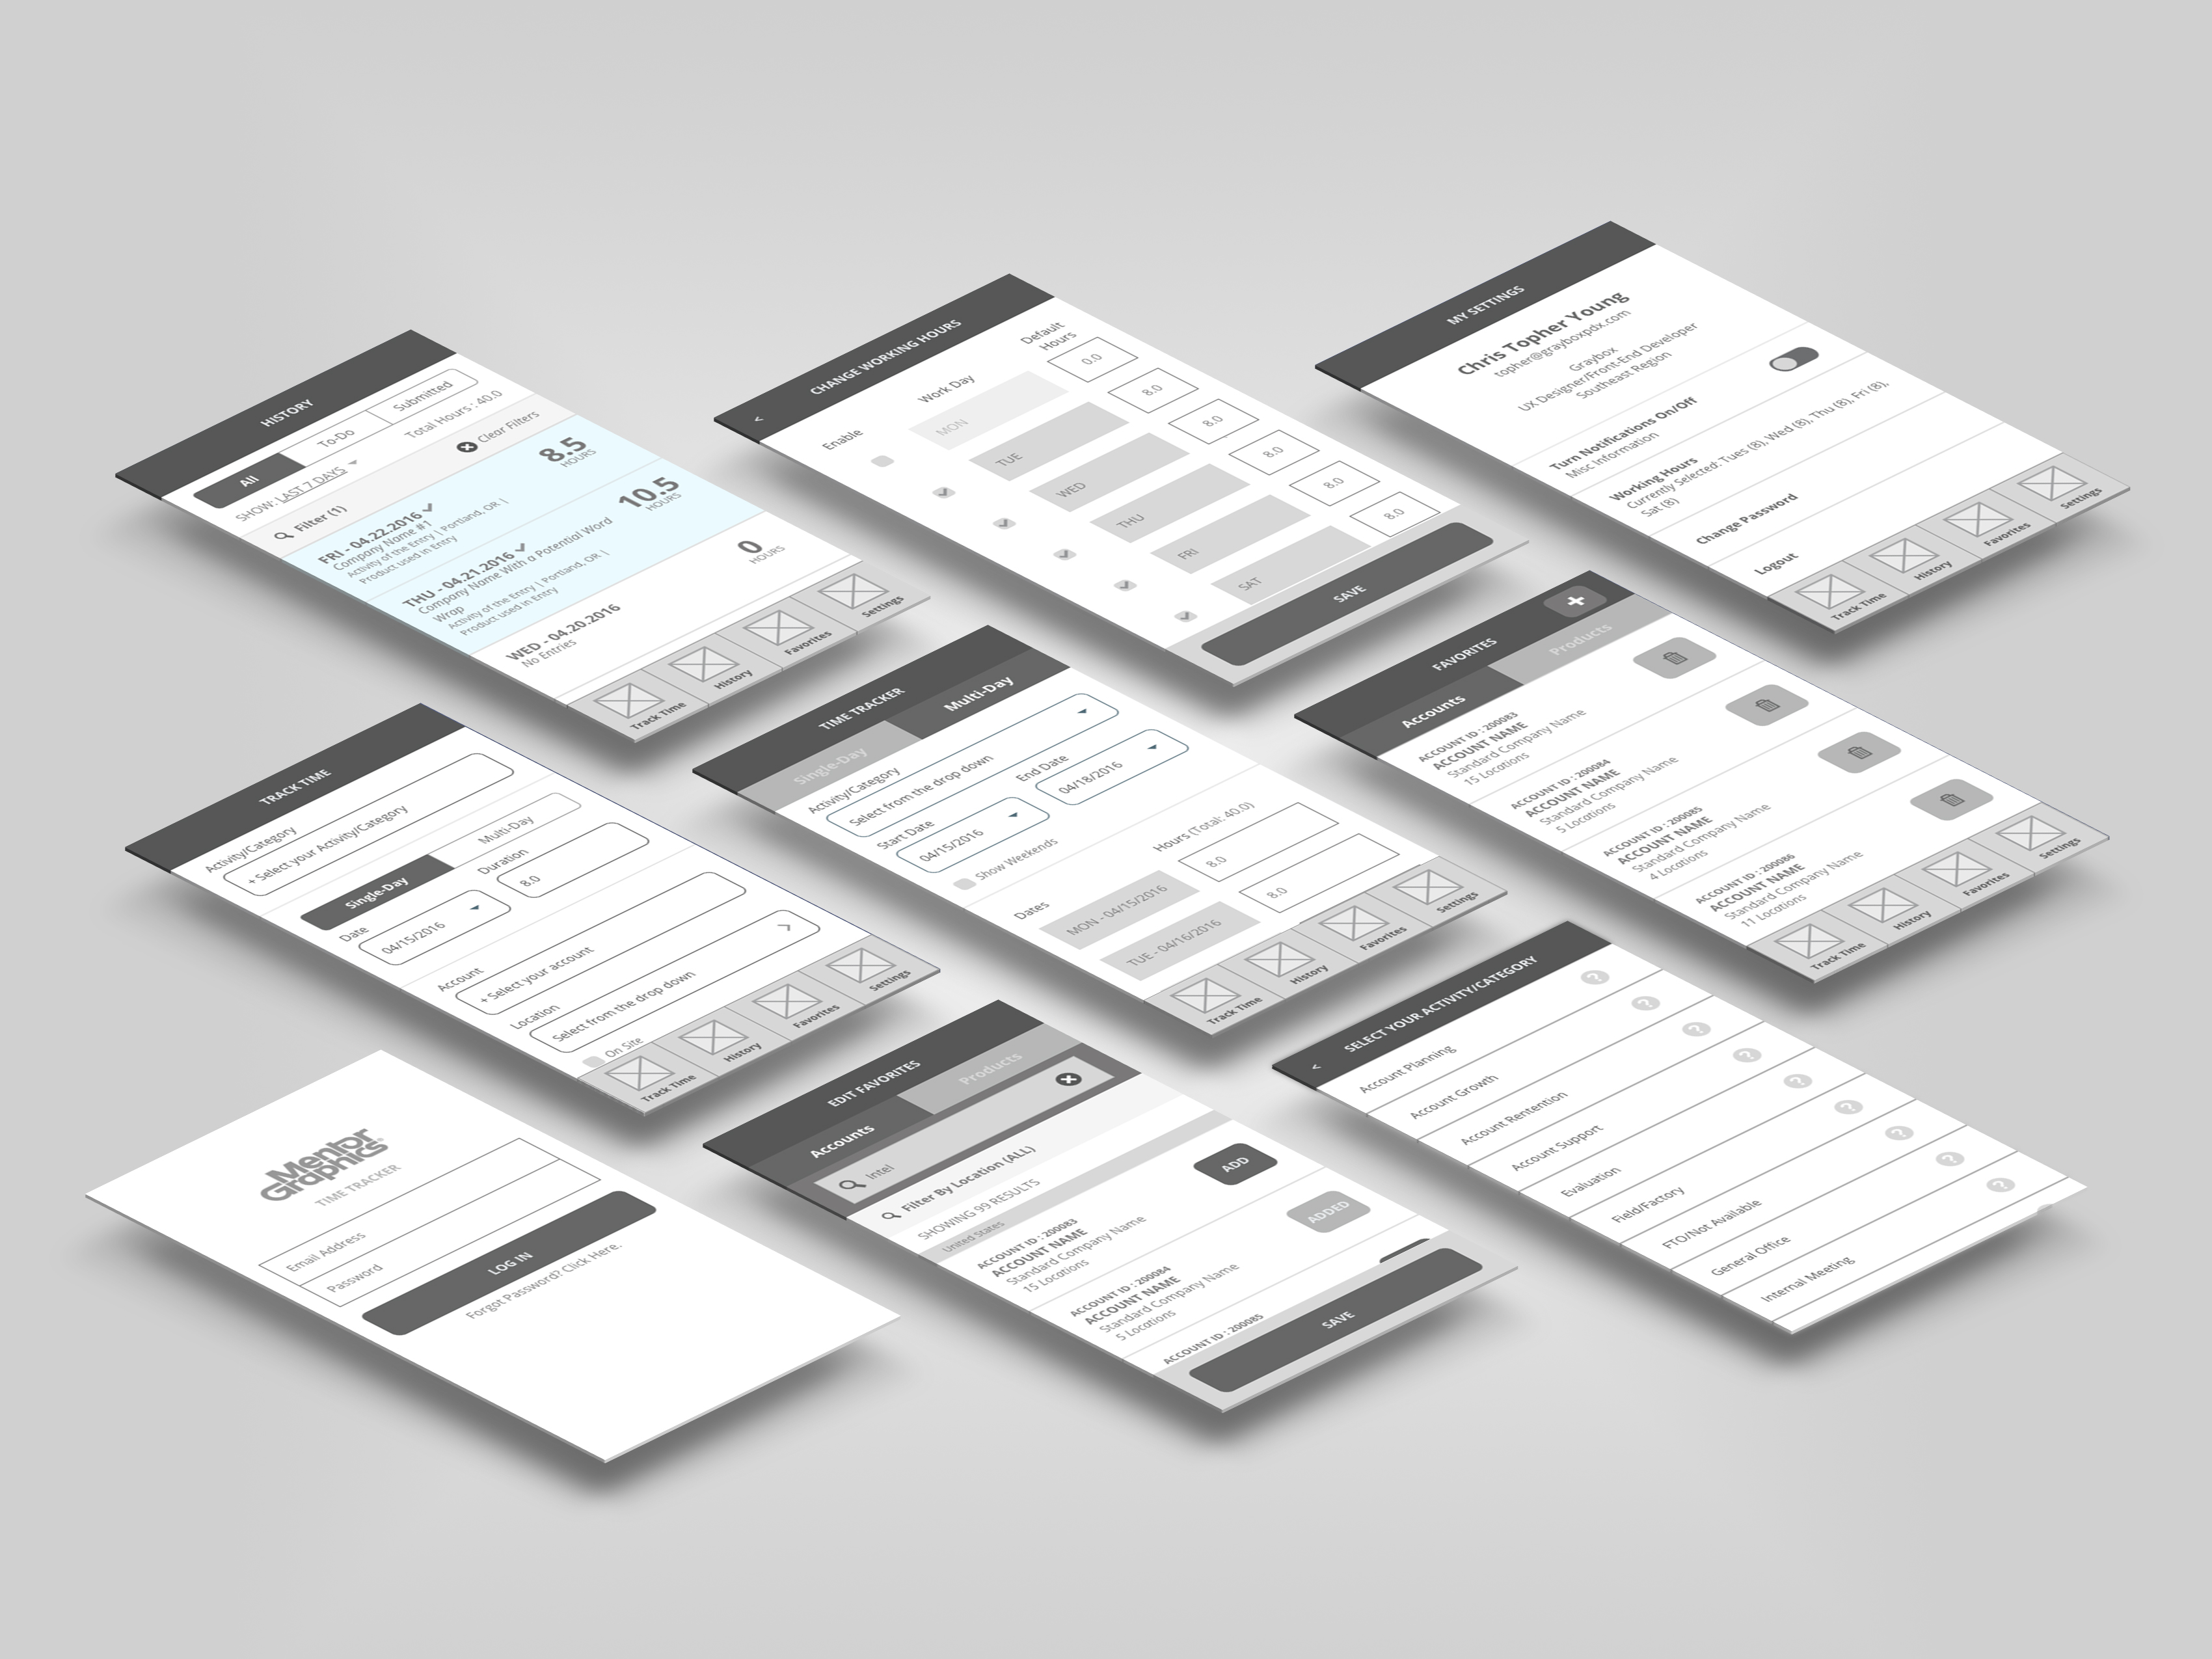 HISTORY
All
To-Do
Submitted
SHOW: LAST 7 DAYS
Total Hours : 40.0
Filter (1)
Clear Filters
FRI - 04.22.2016
Company Name #1
Activity of the Entry | Portland, OR |
Product used in Entry
8.5
HOURS
THU - 04.21.2016
Company Name With a Potential Word
Wrap
Activity of the Entry | Portland, OR |
Product used in Entry
10.5
HOURS
WED - 04.20.2016
No Entries
0
HOURS
Track Time
History
Favorites
Settings
<
CHANGE WORKING HOURS
Enable
Work Day
Default
Hours
MON
0.0
TUE
8.0
WED
8.0
THU
8.0
FRI
8.0
SAT
8.0
SAVE
MY SETTINGS
Chris Topher Young
topher@grayboxpdx.com
Graybox
UX Designer/Front-End Developer
Southeast Region
Turn Notifications On/Off
Misc Information
Working Hours
Currently Selected: Tues (8), Wed (8), Thu (8), Fri (8),
Sat (8)
Change Password
Logout
Track Time
History
Favorites
Settings
TRACK TIME
Activity/Category
+ Select your Activity/Category
Single-Day
Multi-Day
Date
04/15/2016
Duration
8.0
Account
+ Select your account
Location
Select from the drop down
On Site
Track Time
History
Favorites
Settings
TIME TRACKER
Single-Day
Multi-Day
Activity/Category
Select from the drop down
Start Date
04/15/2016
End Date
04/18/2016
Show Weekends
Dates
Hours (Total: 40.0)
MON - 04/15/2016
8.0
TUE - 04/16/2016
8.0
Track Time
History
Favorites
Settings
FAVORITES
Accounts
Products
ACCOUNT ID : 200083
ACCOUNT NAME
Standard Company Name
15 Locations
ACCOUNT ID : 200084
ACCOUNT NAME
Standard Company Name
5 Locations
ACCOUNT ID : 200085
ACCOUNT NAME
Standard Company Name
4 Locations
ACCOUNT ID : 200086
ACCOUNT NAME
Standard Company Name
11 Locations
Track Time
History
Favorites
Settings
Mentor
Graphics
TIME TRACKER
Email Address
Password
LOG IN
Forgot Password? Click Here.
EDIT FAVORITES
Accounts
Products
Intel
Filter By Location (ALL)
SHOWING 99 RESULTS
United States
ACCOUNT ID : 200083
ACCOUNT NAME
Standard Company Name
15 Locations
ADD
ACCOUNT ID : 200084
ACCOUNT NAME
Standard Company Name
5 Locations
ADDED
ACCOUNT ID : 200085
SAVE
<
SELECT YOUR ACTIVITY/CATEGORY
Account Planning
?
Account Growth
?
Account Rentention
?
Account Support
?
Evaluation
?
Field/Factory
?
FTO/Not Available
?
General Office
?
Internal Meeting
?